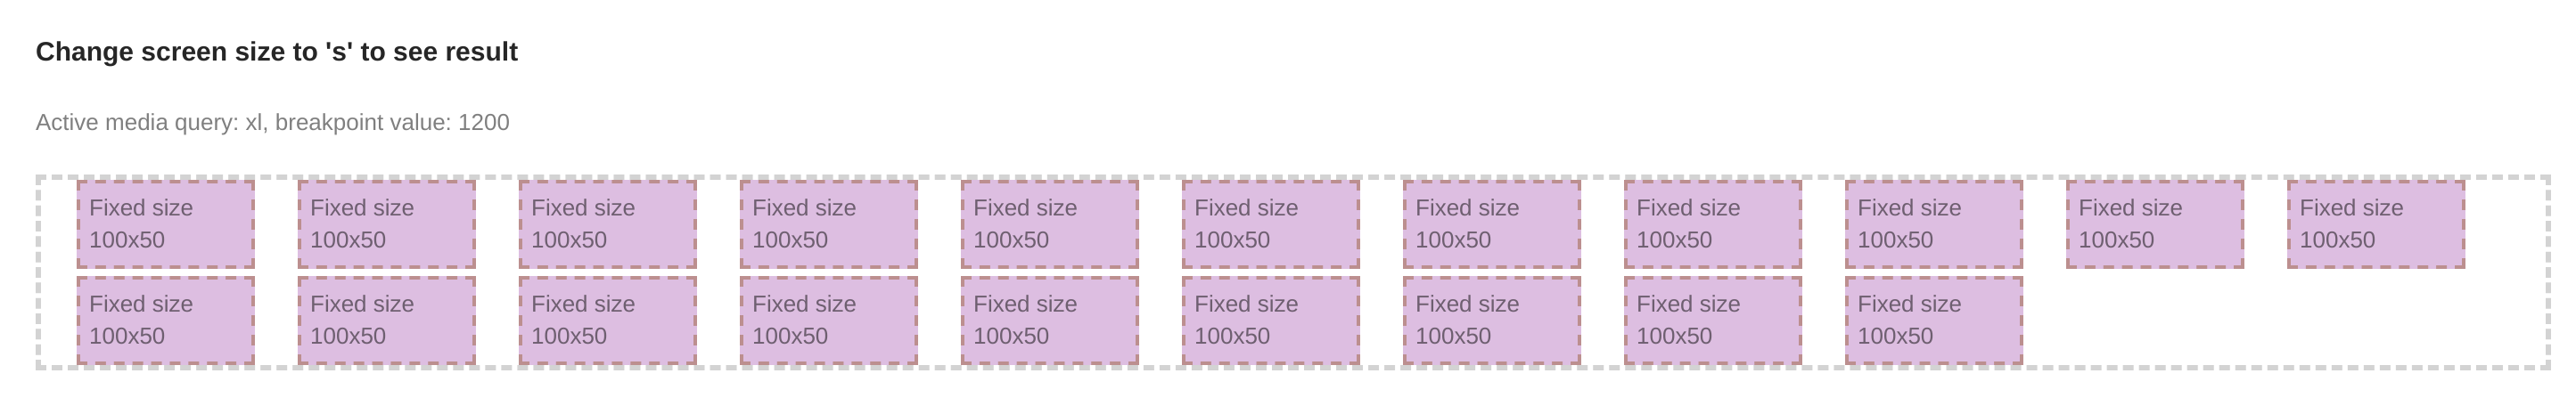 Change screen size to 's' to see result
Active media query: xl, breakpoint value: 1200
Fixed size
100x50
Fixed size
100x50
Fixed size
100x50
Fixed size
100x50
Fixed size
100x50
Fixed size
100x50
Fixed size
100x50
Fixed size
100x50
Fixed size
100x50
Fixed size
100x50
Fixed size
100x50
Fixed size
100x50
Fixed size
100x50
Fixed size
100x50
Fixed size
100x50
Fixed size
100x50
Fixed size
100x50
Fixed size
100x50
Fixed size
100x50
Fixed size
100x50